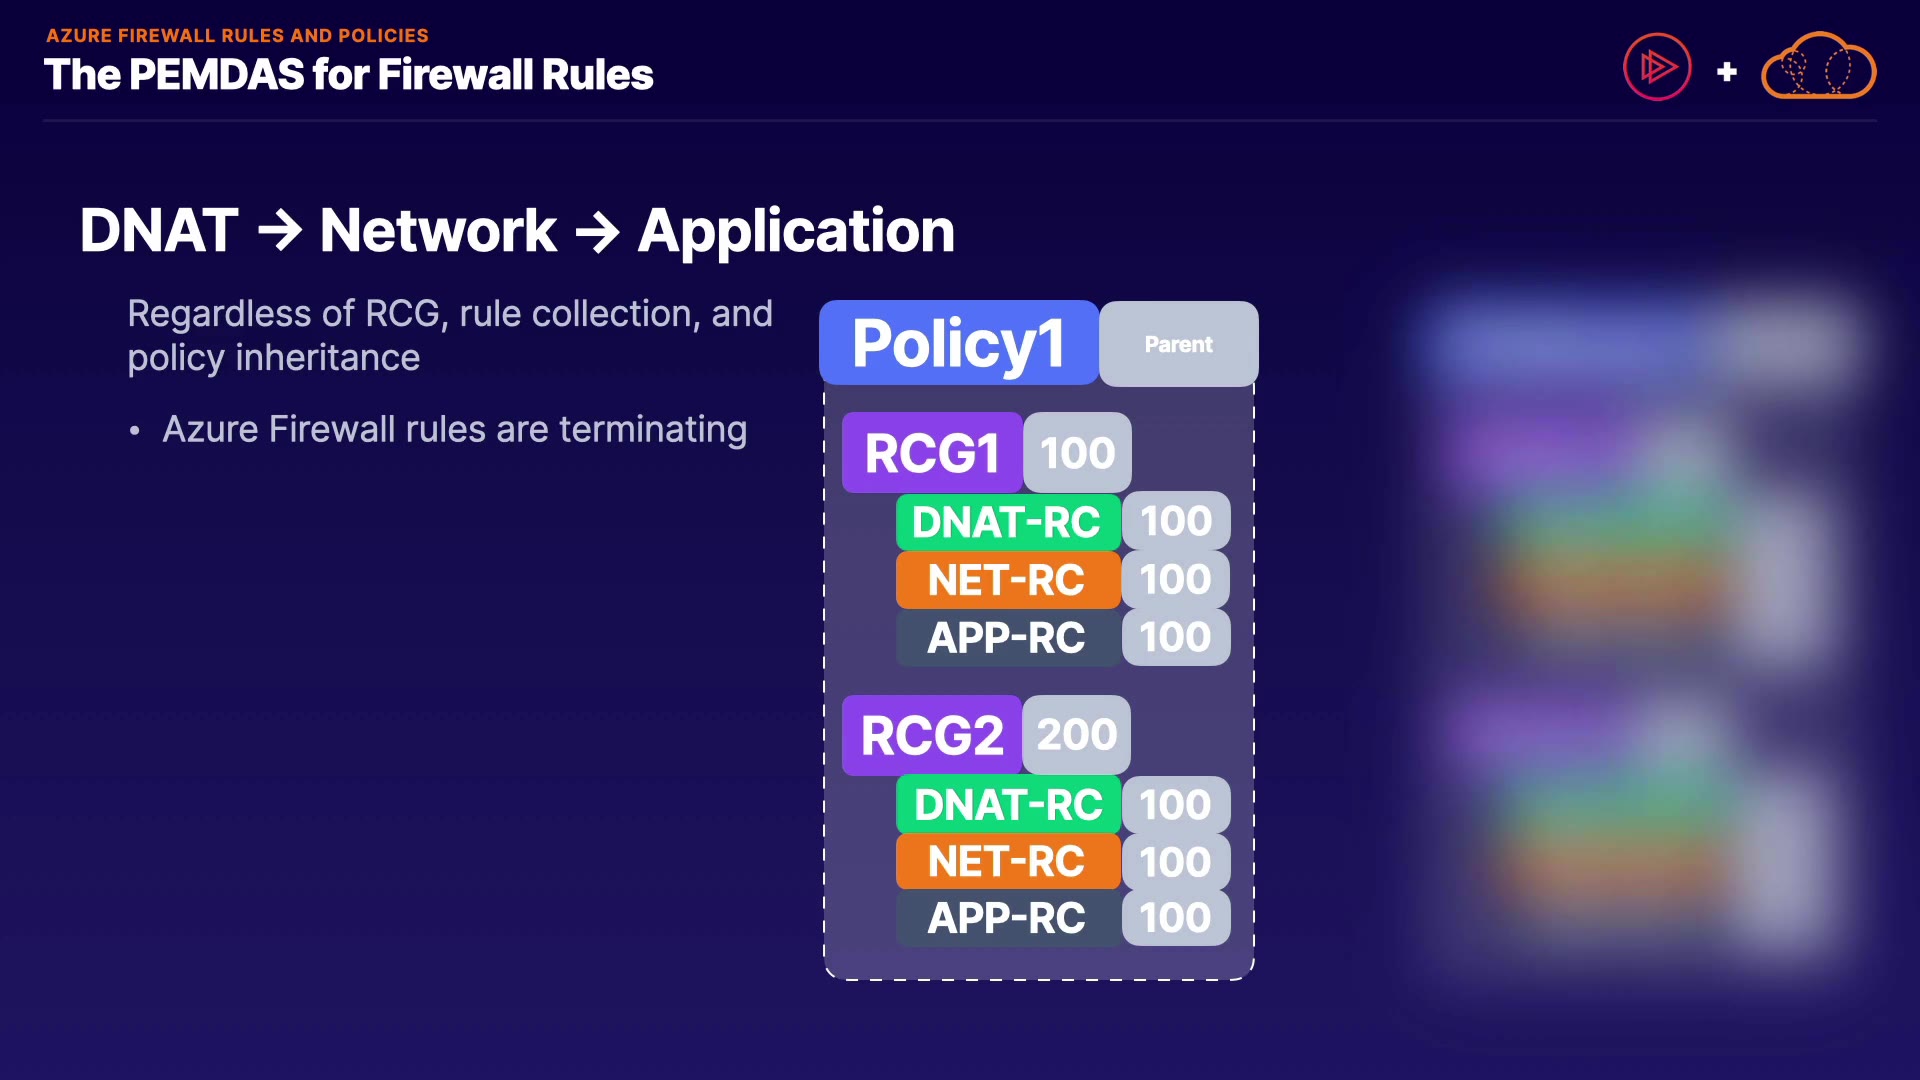 AZURE FIREWALL RULES AND POLICIES
The PEMDAS for Firewall Rules
+
DNAT → Network → Application
Regardless of RCG, rule collection, and
policy inheritance
• Azure Firewall rules are terminating
Policy1 Parent
RCG1 100
DNAT-RC 100
NET-RC 100
APP-RC 100
RCG2 200
DNAT-RC 100
NET-RC 100
APP-RC 100